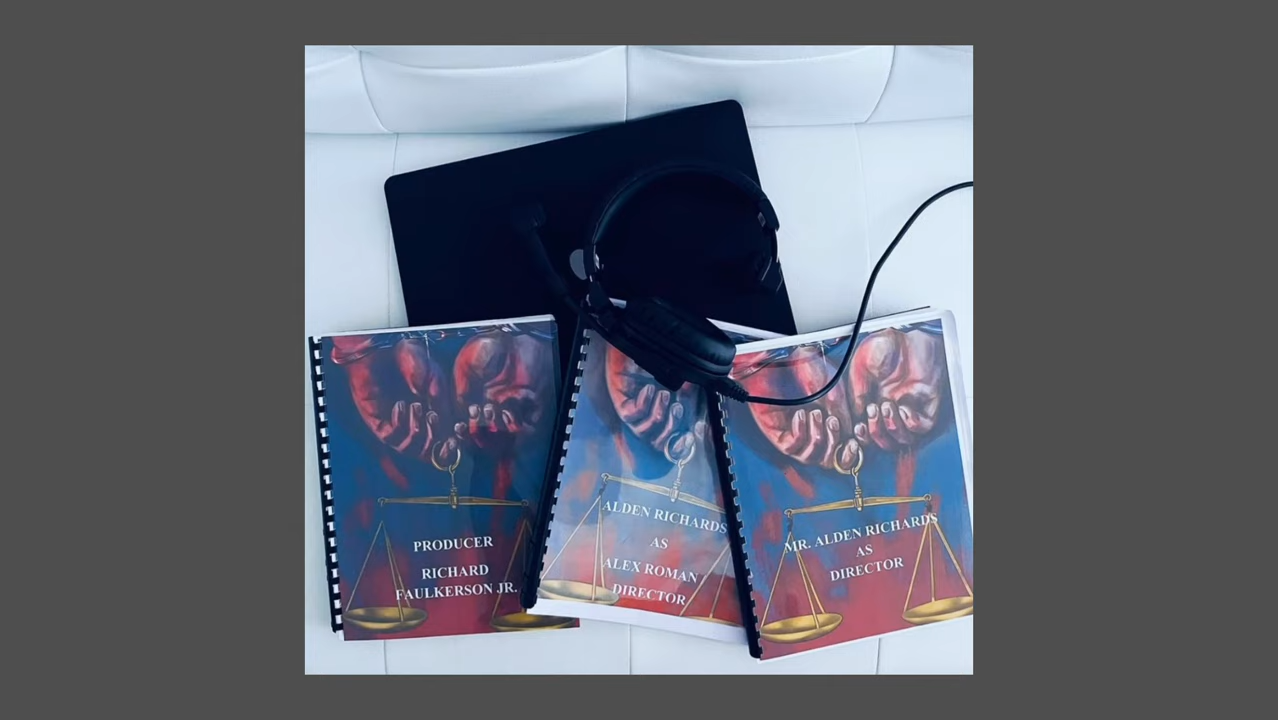 PRODUCER
RICHARD
FAULKERSON JR.
ALDEN RICHARDS
AS
ALEX ROMAN
DIRECTOR
MR. ALDEN RICHARDS
AS
DIRECTOR